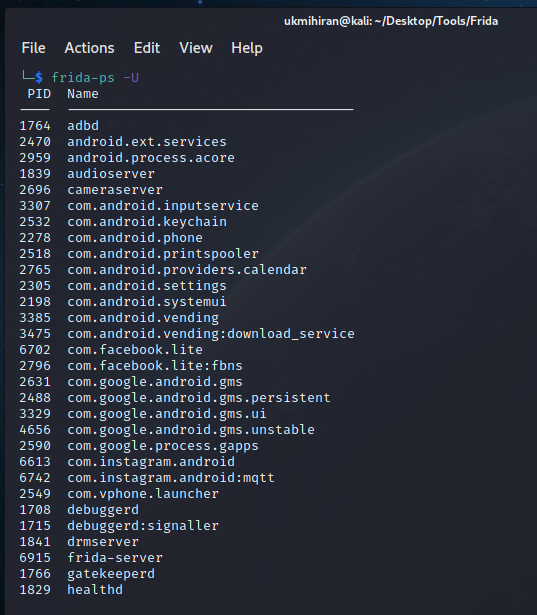 ukmihiran@kali: ~/Desktop/Tools/Frida
File Actions Edit View Help
└─$ frida-ps -U
PID Name
1764 adbd
2470 android.ext.services
2959 android.process.acore
1839 audioserver
2696 cameraserver
3307 com.android.inputservice
2532 com.android.keychain
2278 com.android.phone
2518 com.android.printspooler
2765 com.android.providers.calendar
2305 com.android.settings
2198 com.android.systemui
3385 com.android.vending
3475 com.android.vending:download_service
6702 com.facebook.lite
2796 com.facebook.lite:fbns
2631 com.google.android.gms
2488 com.google.android.gms.persistent
3329 com.google.android.gms.ui
4656 com.google.android.gms.unstable
2590 com.google.process.gapps
6613 com.instagram.android
6742 com.instagram.android:mqtt
2549 com.vphone.launcher
1708 debuggerd
1715 debuggerd:signaller
1841 drmserver
6915 frida-server
1766 gatekeeperd
1829 healthd